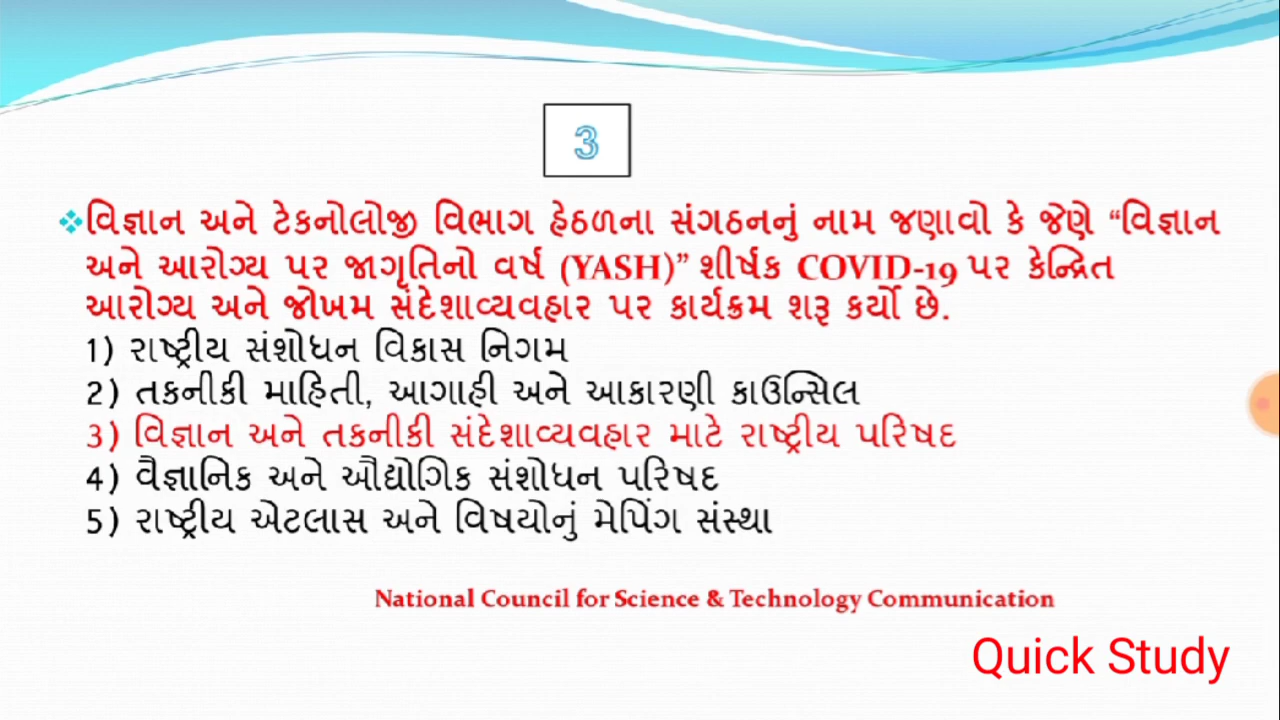 3
વિજ્ઞાન અને ટેકનોલોજી વિભાગ હેઠળના સંગઠનનું નામ જણાવો કે જેણે “વિજ્ઞાન
અને આરોગ્ય પર જાગૃતિનો વર્ષ (YASH)” શીર્ષક COVID-19 પર કેન્દ્રિત
આરોગ્ય અને જોખમ સંદેશાવ્યવહાર પર કાર્યક્રમ શરૂ કર્યો છે.
1) રાષ્ટ્રીય સંશોધન વિકાસ નિગમ
2) તકનીકી માહિતી, આગાહી અને આકારણી કાઉન્સિલ
3) વિજ્ઞાન અને તકનીકી સંદેશાવ્યવહાર માટે રાષ્ટ્રીય પરિષદ
4) વૈજ્ઞાનિક અને ઔદ્યોગિક સંશોધન પરિષદ
5) રાષ્ટ્રીય એટલાસ અને વિષયોનું મેપિંગ સંસ્થા
National Council for Science & Technology Communication
Quick Study